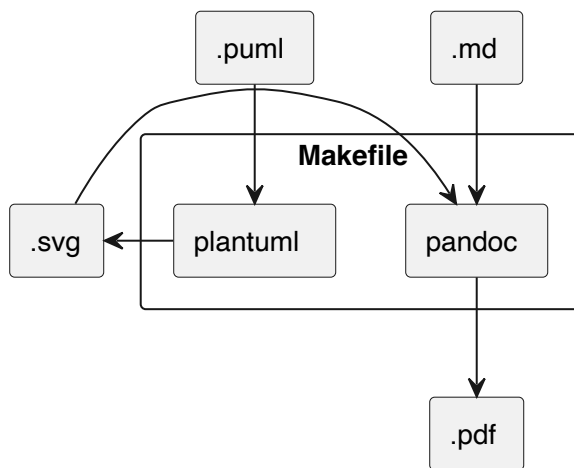 .puml
.md
Makefile
.svg
plantuml
pandoc
.pdf